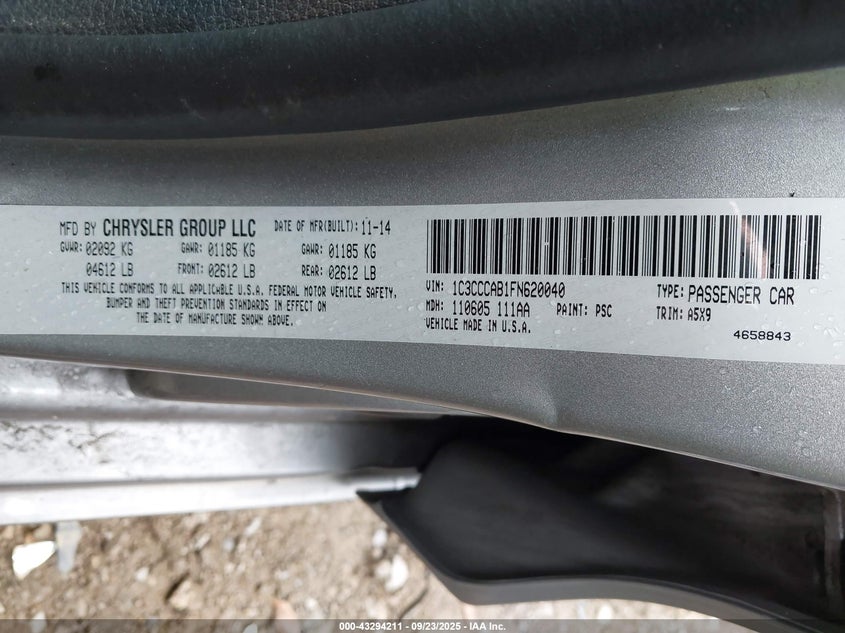 MFD BY CHRYSLER GROUP LLC DATE OF MFR(BUILT): 11-14
GVWR: 02092 KG GAWR: 01185 KG GAWR: 01185 KG
04612 LB FRONT: 02612 LB REAR: 02612 LB
THIS VEHICLE CONFORMS TO ALL APPLICABLE U.S.A. FEDERAL MOTOR VEHICLE SAFETY,
BUMPER AND THEFT PREVENTION STANDARDS IN EFFECT ON
THE DATE OF MANUFACTURE SHOWN ABOVE.
VIN: 1C3CCCAB1FN620040 TYPE: PASSENGER CAR
MDH: 110605 111AA PAINT: PSC TRIM: A5X9
VEHICLE MADE IN U.S.A.
4658843
000-43294211 - 09/23/2025 - IAA Inc.